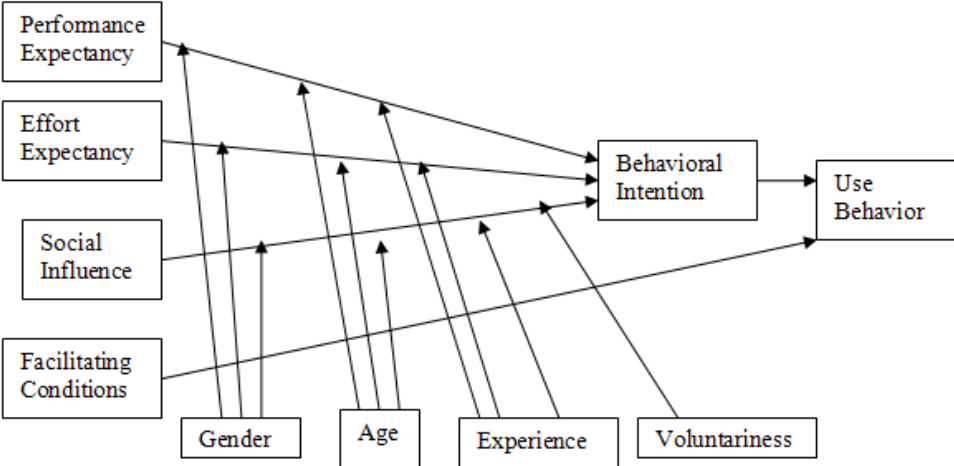 Performance
Expectancy
Effort
Expectancy
Social
Influence
Facilitating
Conditions
Behavioral
Intention
Use
Behavior
Gender
Age
Experience
Voluntariness